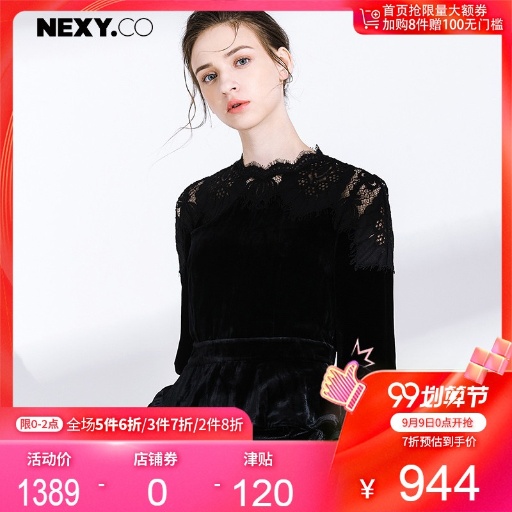 NEXY.CO
首页抢限量大额券
加购8件赠100无门槛
限0-2点 全场5件6折/3件7折/2件8折
99划算节
9月9日0点开抢
7折预估到手价
活动价 店铺券 津贴
1389 - 0 - 120
¥ 944